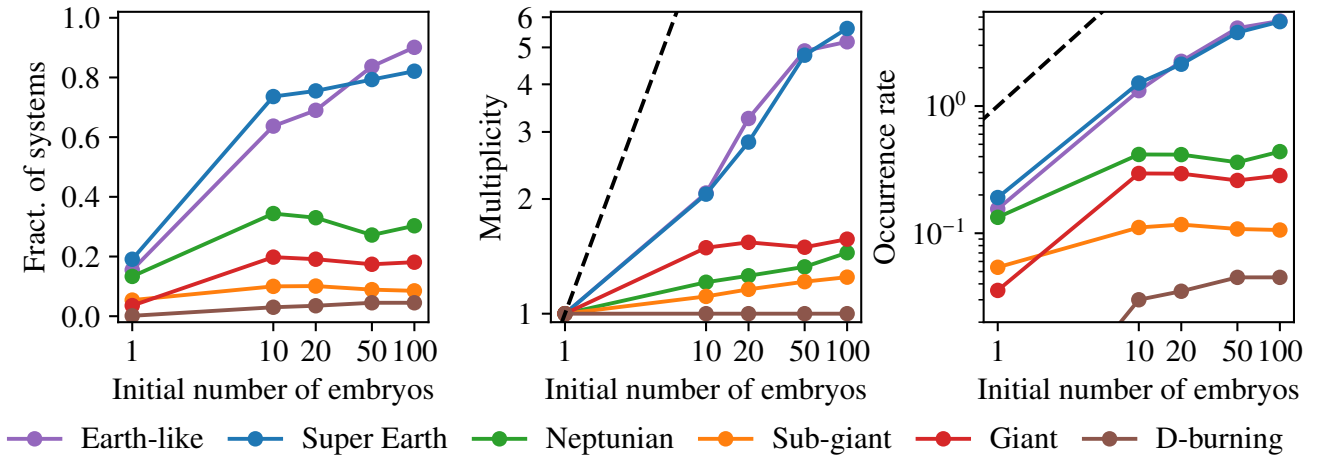 Fract. of systems
1.0
0.8
0.6
0.4
0.2
0.0
1 10 20 50 100
Initial number of embryos
Multiplicity
6
5
4
3
2
1
1 10 20 50 100
Initial number of embryos
Occurrence rate
10⁰
10⁻¹
1 10 20 50 100
Initial number of embryos
Earth-like Super Earth Neptunian Sub-giant Giant D-burning